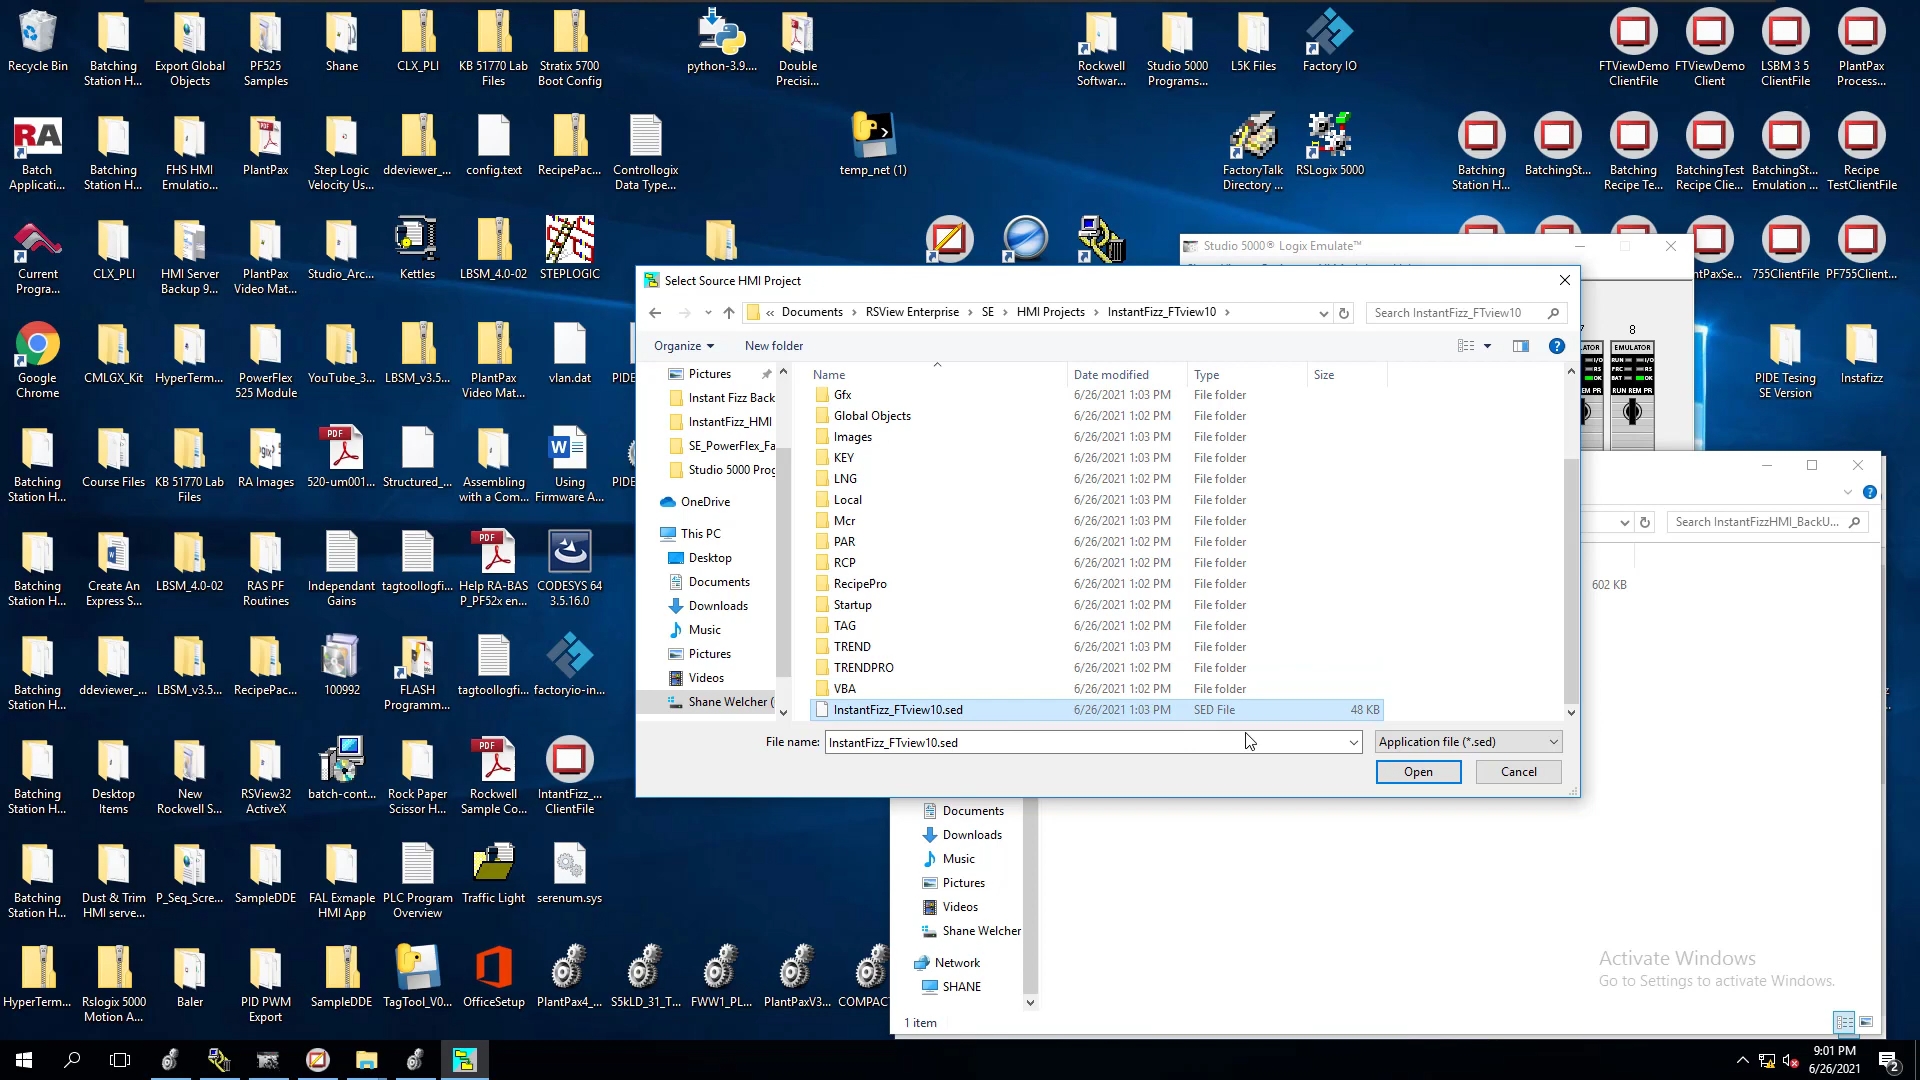 Recycle Bin
Batching
Station H...
Export Global
Objects
PF525
Samples
Shane
CLX_PLI
KB 51770 Lab
Files
Stratix 5700
Boot Config
python-3.9....
Double
Precisi...
Rockwell
Softwar...
Studio 5000
Programs...
L5K Files
Factory IO
FTViewDemo
ClientFile
FTViewDemo
Client
LSBM 3 5
ClientFile
PlantPax
Process...
Batch
Applicati...
Batching
Station H...
FHS HMI
Emulatio...
PlantPax
Step Logic
Velocity Us...
ddeviewer_...
config.text
RecipePac...
Controllogix
Data Type...
temp_net (1)
FactoryTalk
Directory ...
RSLogix 5000
Batching
Station H...
BatchingSt...
Batching
Recipe Te...
BatchingTest
Recipe Clie...
BatchingSt...
Emulation ...
Recipe
TestClientFile
Current
Progra...
CLX_PLI
HMI Server
Backup 9...
PlantPax
Video Mat...
Studio_Arc...
Kettles
LBSM_4.0-02
STEPLOGIC
Studio 5000® Logix Emulate™
ntPaxSe...
755ClientFile
PF755Client...
Select Source HMI Project
« Documents > RSView Enterprise > SE > HMI Projects > InstantFizz_FTview10 >
Search InstantFizz_FTview10
Organize
New folder
Name
Date modified
Type
Size
Pictures
Instant Fizz Back
InstantFizz_HMI
SE_PowerFlex_Fa
Studio 5000 Prog
OneDrive
This PC
Desktop
Documents
Downloads
Music
Pictures
Videos
Shane Welcher (
Gfx 6/26/2021 1:03 PM File folder
Global Objects 6/26/2021 1:02 PM File folder
Images 6/26/2021 1:03 PM File folder
KEY 6/26/2021 1:02 PM File folder
LNG 6/26/2021 1:02 PM File folder
Local 6/26/2021 1:03 PM File folder
Mcr 6/26/2021 1:03 PM File folder
PAR 6/26/2021 1:02 PM File folder
RCP 6/26/2021 1:02 PM File folder
RecipePro 6/26/2021 1:02 PM File folder
Startup 6/26/2021 1:02 PM File folder
TAG 6/26/2021 1:02 PM File folder
TREND 6/26/2021 1:03 PM File folder
TRENDPRO 6/26/2021 1:02 PM File folder
VBA 6/26/2021 1:02 PM File folder
InstantFizz_FTview10.sed 6/26/2021 1:03 PM SED File 48 KB
File name: InstantFizz_FTview10.sed
Application file (*.sed)
Open
Cancel
7
8
EMULATOR
RUN I/O
FRC RS
BAT OK
RUN REM PR
PIDE Tesing
SE Version
Instafizz
Google
Chrome
CMLGX_Kit
HyperTerm...
PowerFlex
525 Module
YouTube_3...
LBSM_v3.5...
PlantPax
Video Mat...
vlan.dat
PIDE
Batching
Station H...
Course Files
KB 51770 Lab
Files
RA Images
520-um001...
Structured_...
Assembling
with a Com...
Using
Firmware A...
PIDE
Search InstantFizzHMI_BackU...
602 KB
Batching
Station H...
Create An
Express S...
LBSM_4.0-02
RAS PF
Routines
Independant
Gains
tagtoollogfi...
Help RA-BAS
P_PF52x en...
CODESYS 64
3.5.16.0
Batching
Station H...
ddeviewer_...
LBSM_v3.5...
RecipePac...
100992
FLASH
Programm...
tagtoollogfi...
factoryio-in...
Batching
Station H...
Desktop
Items
New
Rockwell S...
RSView32
ActiveX
batch-cont...
Rock Paper
Scissor H...
Rockwell
Sample Co...
IntantFizz_...
ClientFile
Batching
Station H...
Dust & Trim
HMI serve...
P_Seq_Scre...
SampleDDE
FAL Exmaple
HMI App
PLC Program
Overview
Traffic Light
serenum.sys
Documents
Downloads
Music
Pictures
Videos
Shane Welcher
Network
SHANE
1 item
HyperTerm...
Rslogix 5000
Motion A...
Baler
PID PWM
Export
SampleDDE
TagTool_V0...
OfficeSetup
PlantPax4_...
S5kLD_31_T...
FWW1_PL...
PlantPaxV3...
COMPACT
Activate Windows
Go to Settings to activate Windows.
9:01 PM
6/26/2021
2